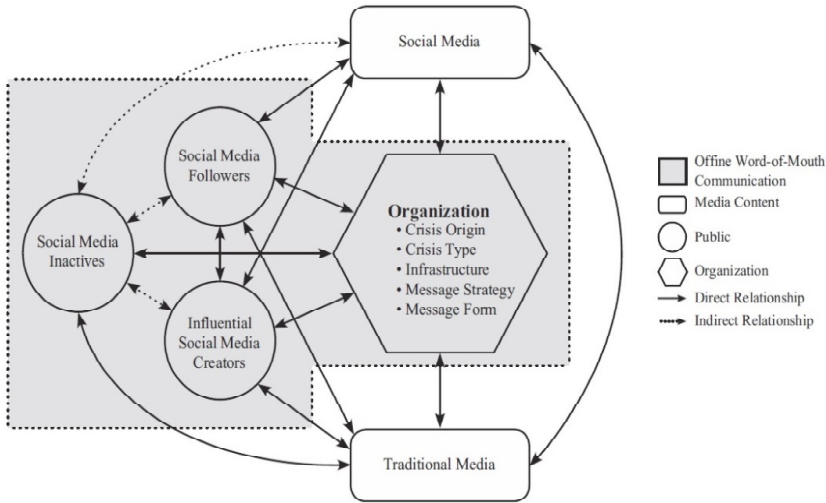 Social Media
Social Media
Followers
Social Media
Inactives
Influential
Social Media
Creators
Organization
• Crisis Origin
• Crisis Type
• Infrastructure
• Message Strategy
• Message Form
Traditional Media
Offine Word-of-Mouth
Communication
Media Content
Public
Organization
Direct Relationship
Indirect Relationship